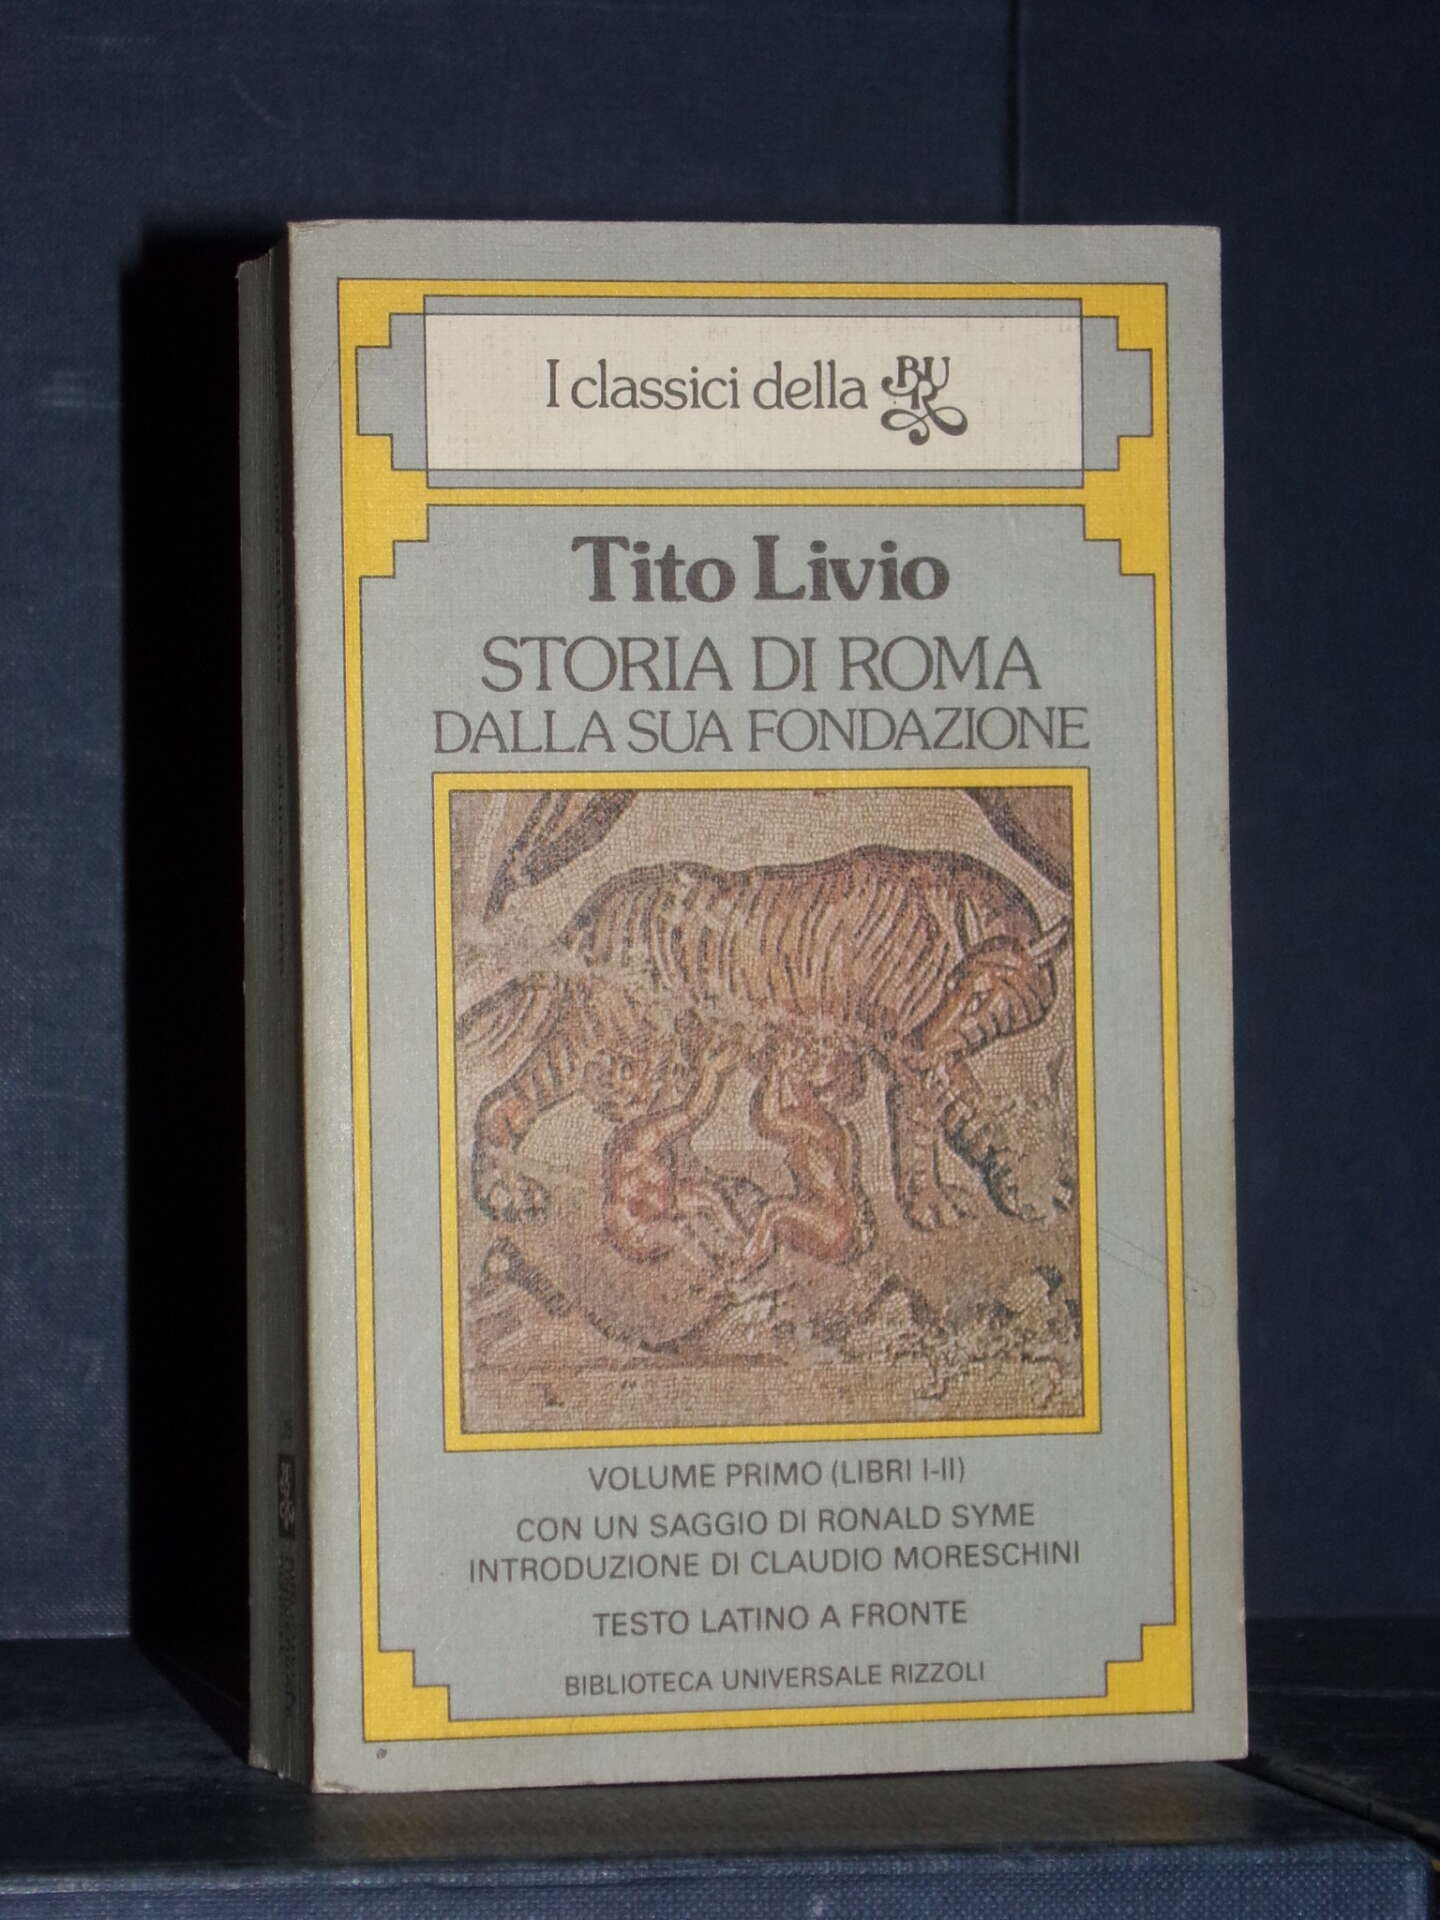 I classici della BUR
Tito Livio
STORIA DI ROMA
DALLA SUA FONDAZIONE
VOLUME PRIMO (LIBRI I-II)
CON UN SAGGIO DI RONALD SYME
INTRODUZIONE DI CLAUDIO MORESCHINI
TESTO LATINO A FRONTE
BIBLIOTECA UNIVERSALE RIZZOLI